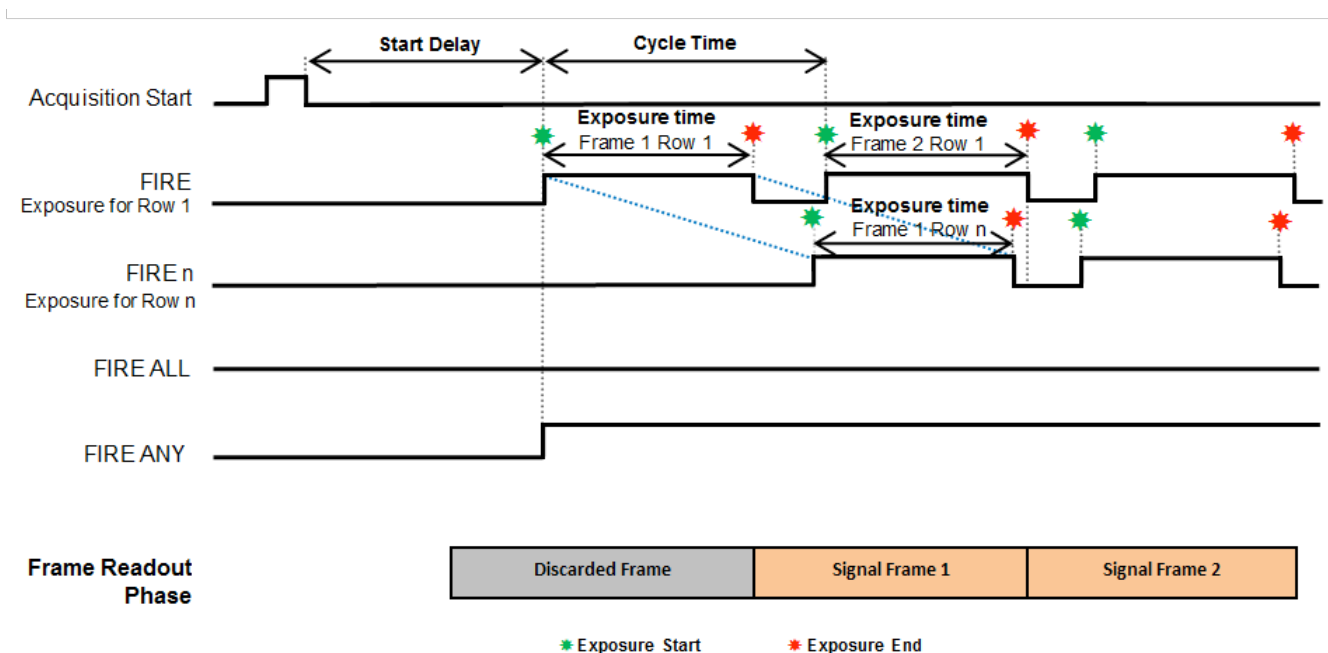 Start Delay
Cycle Time
Acquisition Start
Exposure time
Frame 1 Row 1
Exposure time
Frame 2 Row 1
FIRE
Exposure for Row 1
Exposure time
Frame 1 Row n
FIRE n
Exposure for Row n
FIRE ALL
FIRE ANY
Frame Readout
Phase
Discarded Frame
Signal Frame 1
Signal Frame 2
Exposure Start
Exposure End